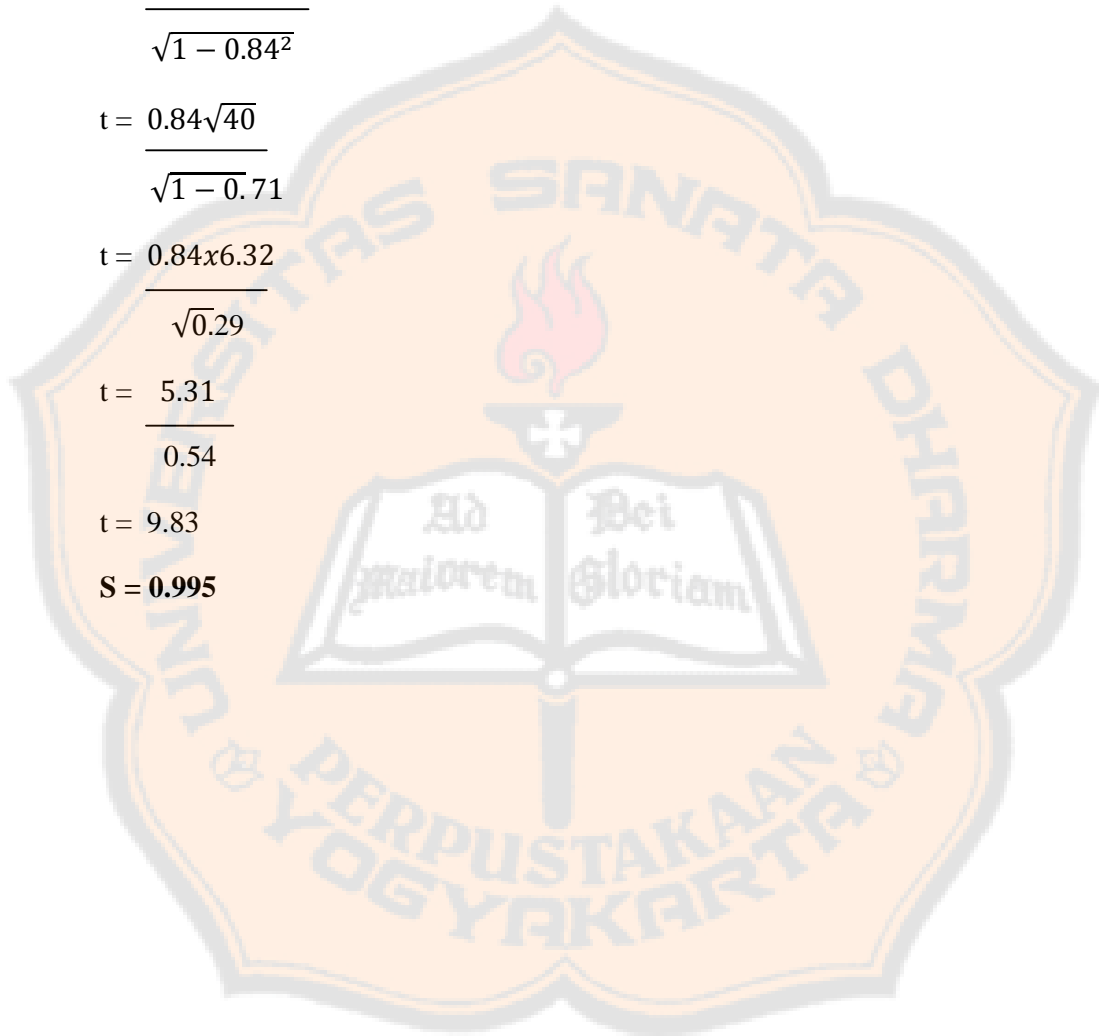 √1 − 0.84²
t = 0.84√40
√1 − 0.71
t = 0.84x6.32
√0.29
t = 5.31
0.54
t = 9.83
S = 0.995
UNIVERSITAS SANATA DHARMA
Ad Dei
Maiorem Gloriam
PERPUSTAKAAN
YOGYAKARTA